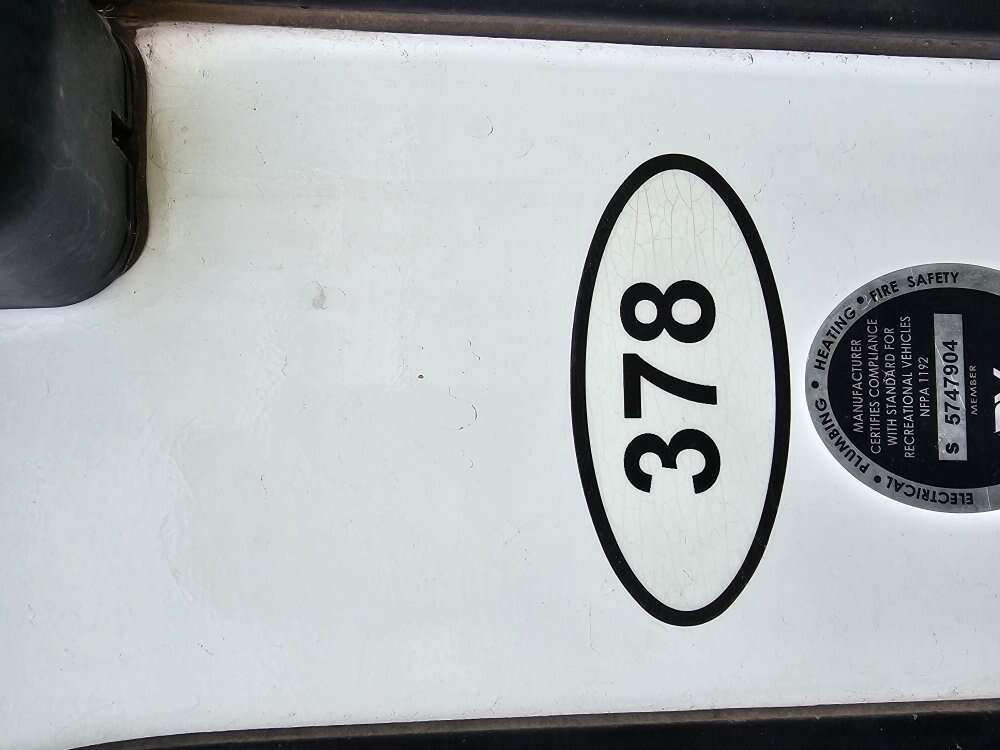 378
ELECTRICAL • PLUMBING • HEATING • FIRE SAFETY
MANUFACTURER
CERTIFIES COMPLIANCE
WITH STANDARD FOR
RECREATIONAL VEHICLES
NFPA 1192
S 5747904
MEMBER